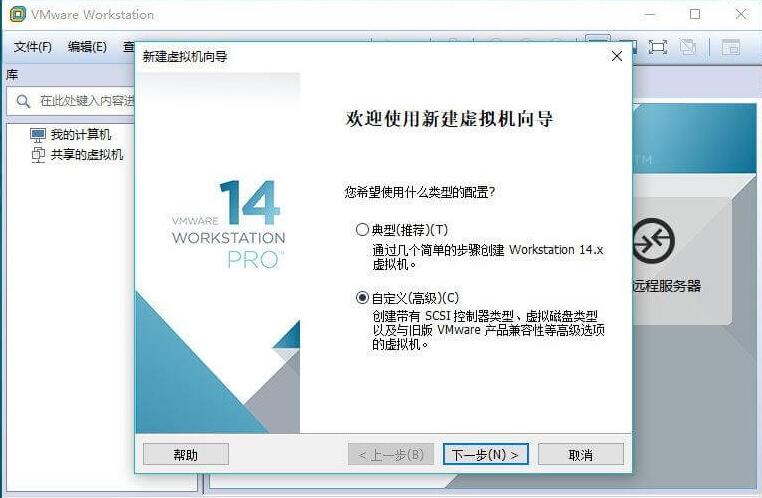 VMware Workstation
文件(F) 编辑(E) 查
库
在此处键入内容进
我的计算机
共享的虚拟机
新建虚拟机向导
VMWARE 14
WORKSTATION
PRO™
欢迎使用新建虚拟机向导
您希望使用什么类型的配置?
典型(推荐)(T)
通过几个简单的步骤创建 Workstation 14.x
虚拟机。
自定义(高级)(C)
创建带有 SCSI 控制器类型、虚拟磁盘类型
以及与旧版 VMware 产品兼容性等高级选项
的虚拟机。
TM
远程服务器
帮助
< 上一步(B)
下一步(N) >
取消